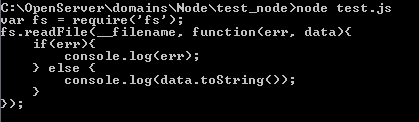 C:\OpenServer\domains\Node\test_node>node test.js
var fs = require('fs');
fs.readFile(__filename, function(err, data){
    if(err){
        console.log(err);
    } else {
        console.log(data.toString());
    }
});